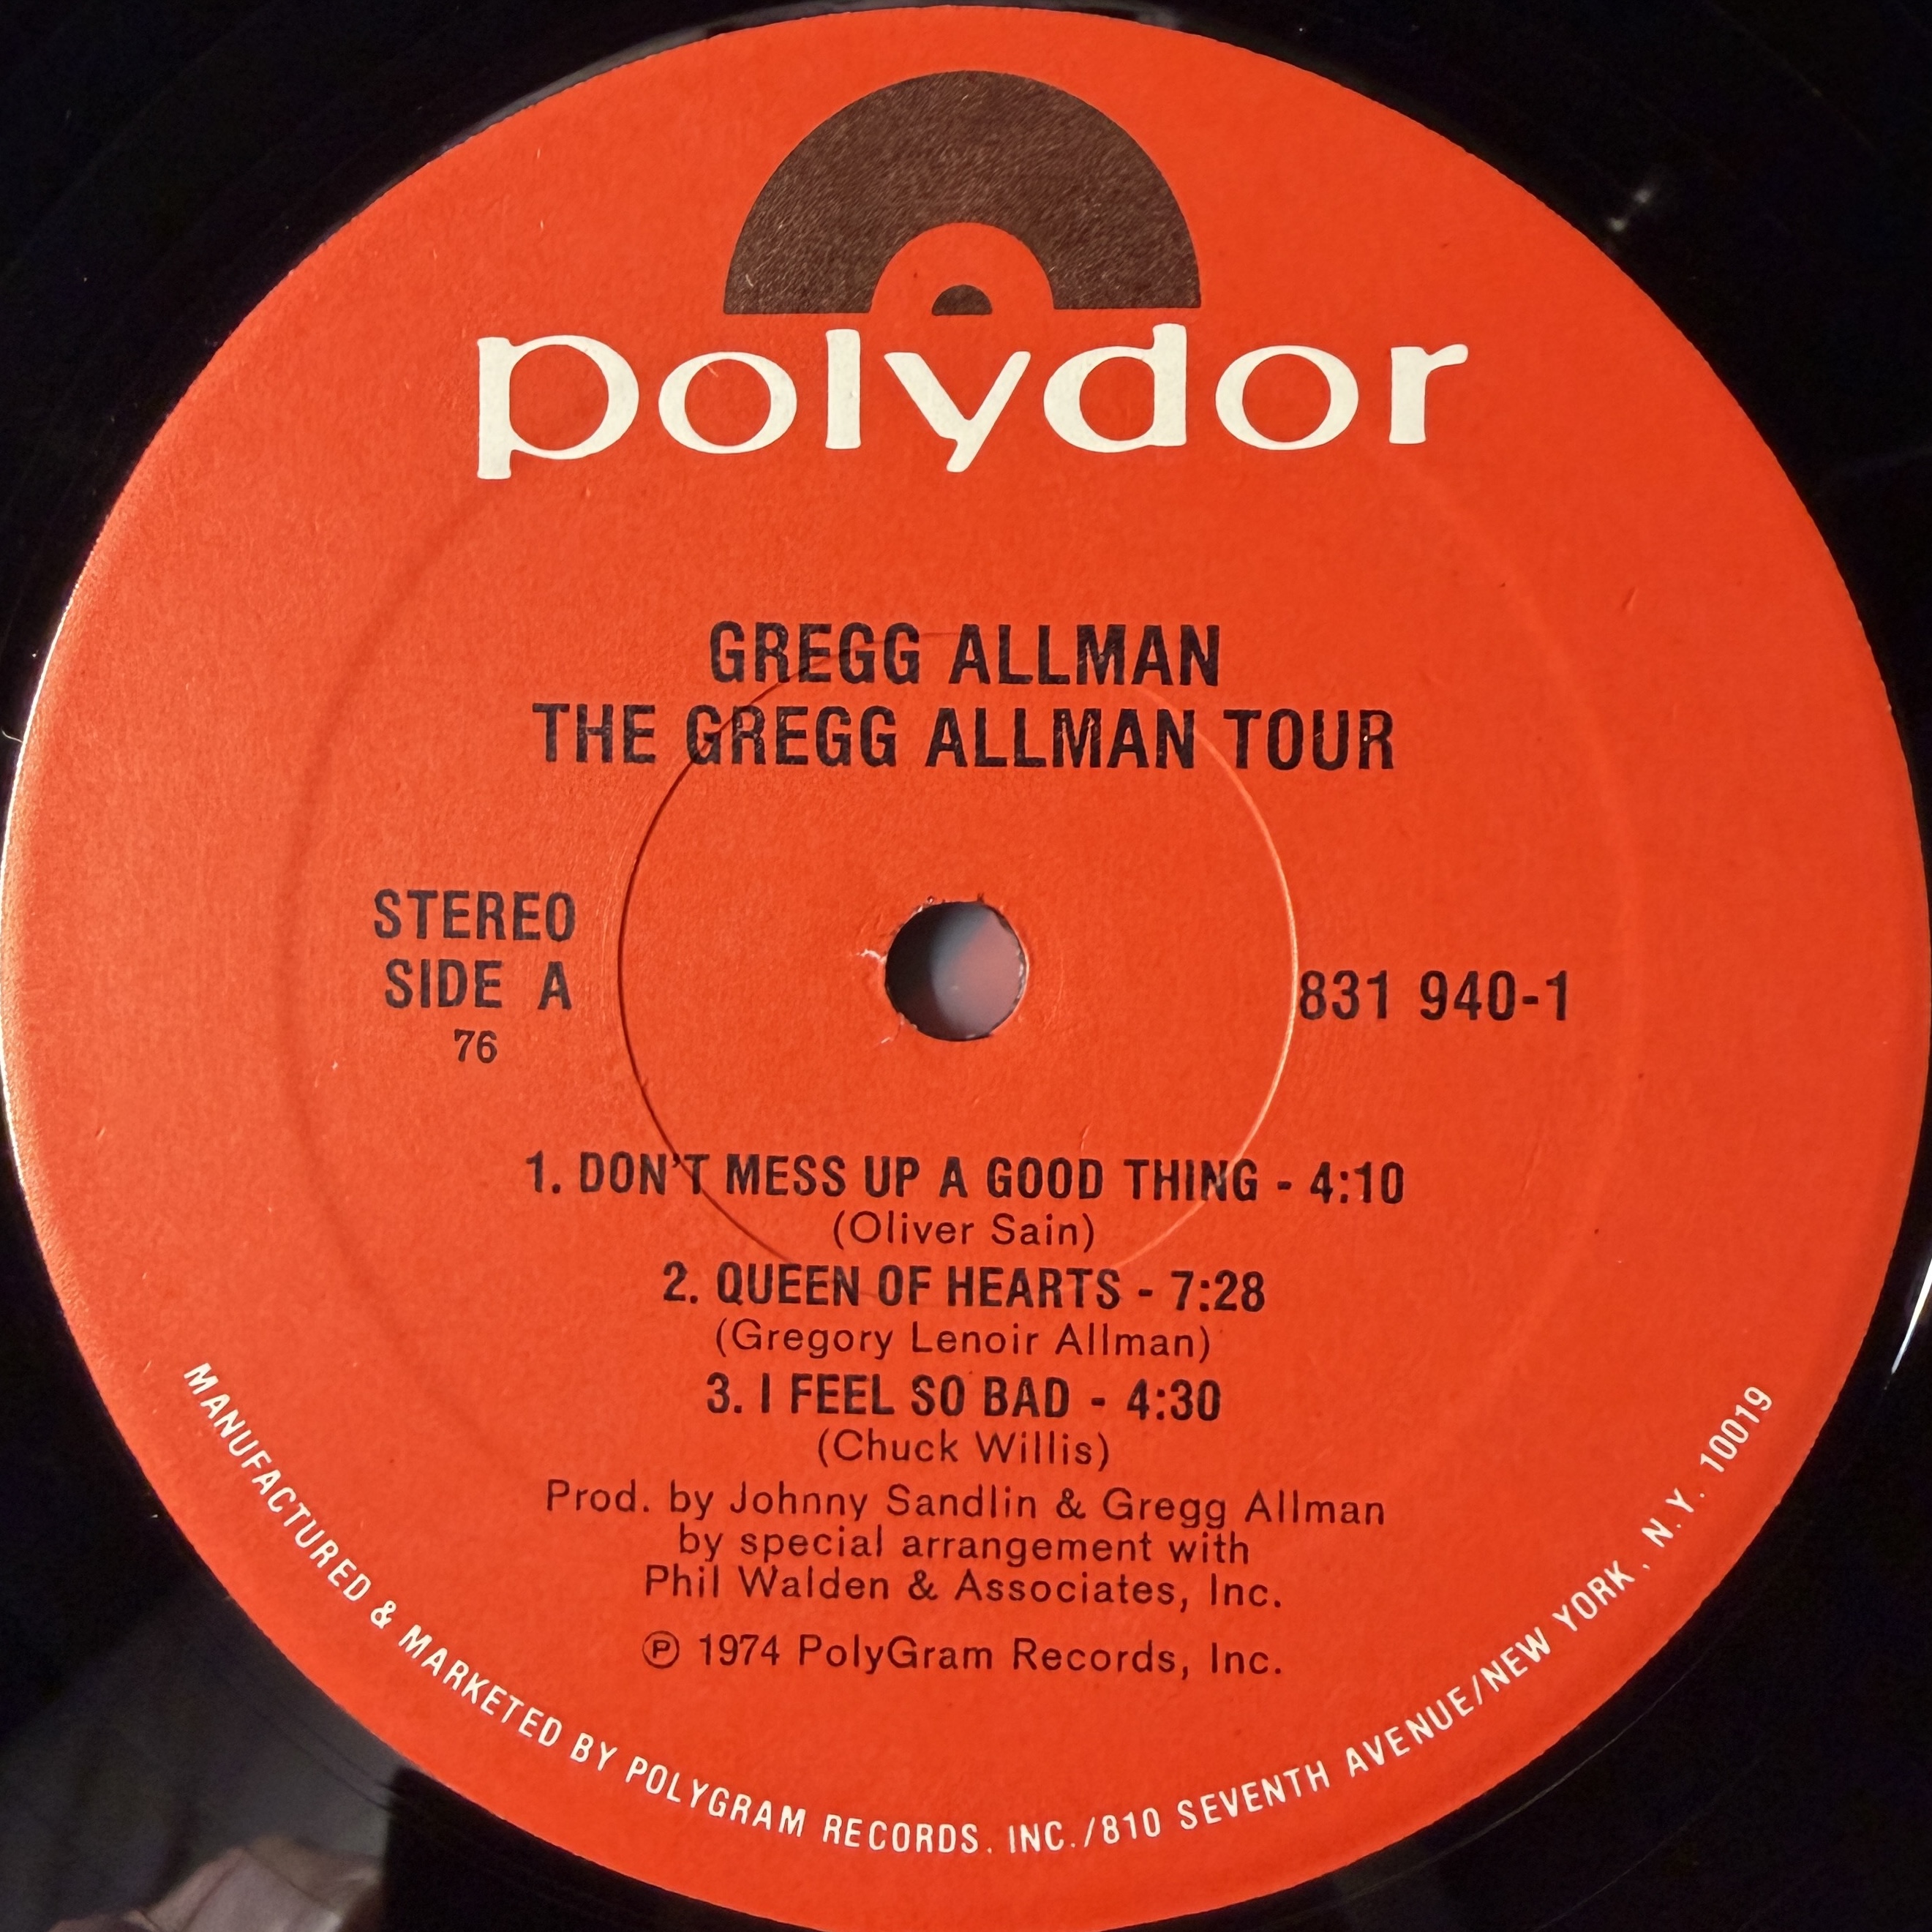 polydor
GREGG ALLMAN
THE GREGG ALLMAN TOUR
STEREO
SIDE A
76
831 940-1
1. DON'T MESS UP A GOOD THING - 4:10
(Oliver Sain)
2. QUEEN OF HEARTS - 7:28
(Gregory Lenoir Allman)
3. I FEEL SO BAD - 4:30
(Chuck Willis)
Prod. by Johnny Sandlin & Gregg Allman
by special arrangement with
Phil Walden & Associates, Inc.
℗ 1974 PolyGram Records, Inc.
MANUFACTURED & MARKETED BY POLYGRAM RECORDS, INC./810 SEVENTH AVENUE/NEW YORK, N.Y. 10019